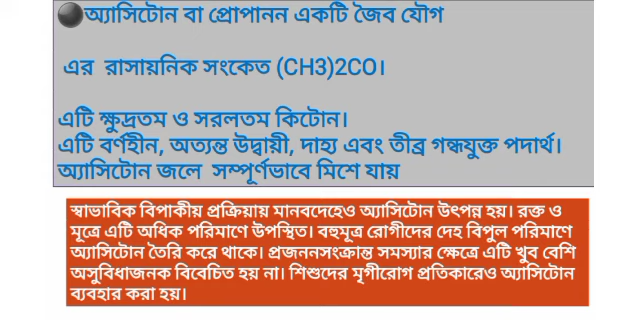 অ্যাসিটোন বা প্রোপানন একটি জৈব যৌগ
এর রাসায়নিক সংকেত (CH3)2CO।
এটি ক্ষুদ্রতম ও সরলতম কিটোন।
এটি বর্ণহীন, অত্যন্ত উদ্বায়ী, দাহ্য এবং তীব্র গন্ধযুক্ত পদার্থ।
অ্যাসিটোন জলে সম্পূর্ণভাবে মিশে যায়
স্বাভাবিক বিপাকীয় প্রক্রিয়ায় মানবদেহেও অ্যাসিটোন উৎপন্ন হয়। রক্ত ও
মূত্রে এটি অধিক পরিমাণে উপস্থিত। বহুমূত্র রোগীদের দেহ বিপুল পরিমাণে
অ্যাসিটোন তৈরি করে থাকে। প্রজননসংক্রান্ত সমস্যার ক্ষেত্রে এটি খুব বেশি
অসুবিধাজনক বিবেচিত হয় না। শিশুদের মৃগীরোগ প্রতিকারেও অ্যাসিটোন
ব্যবহার করা হয়।